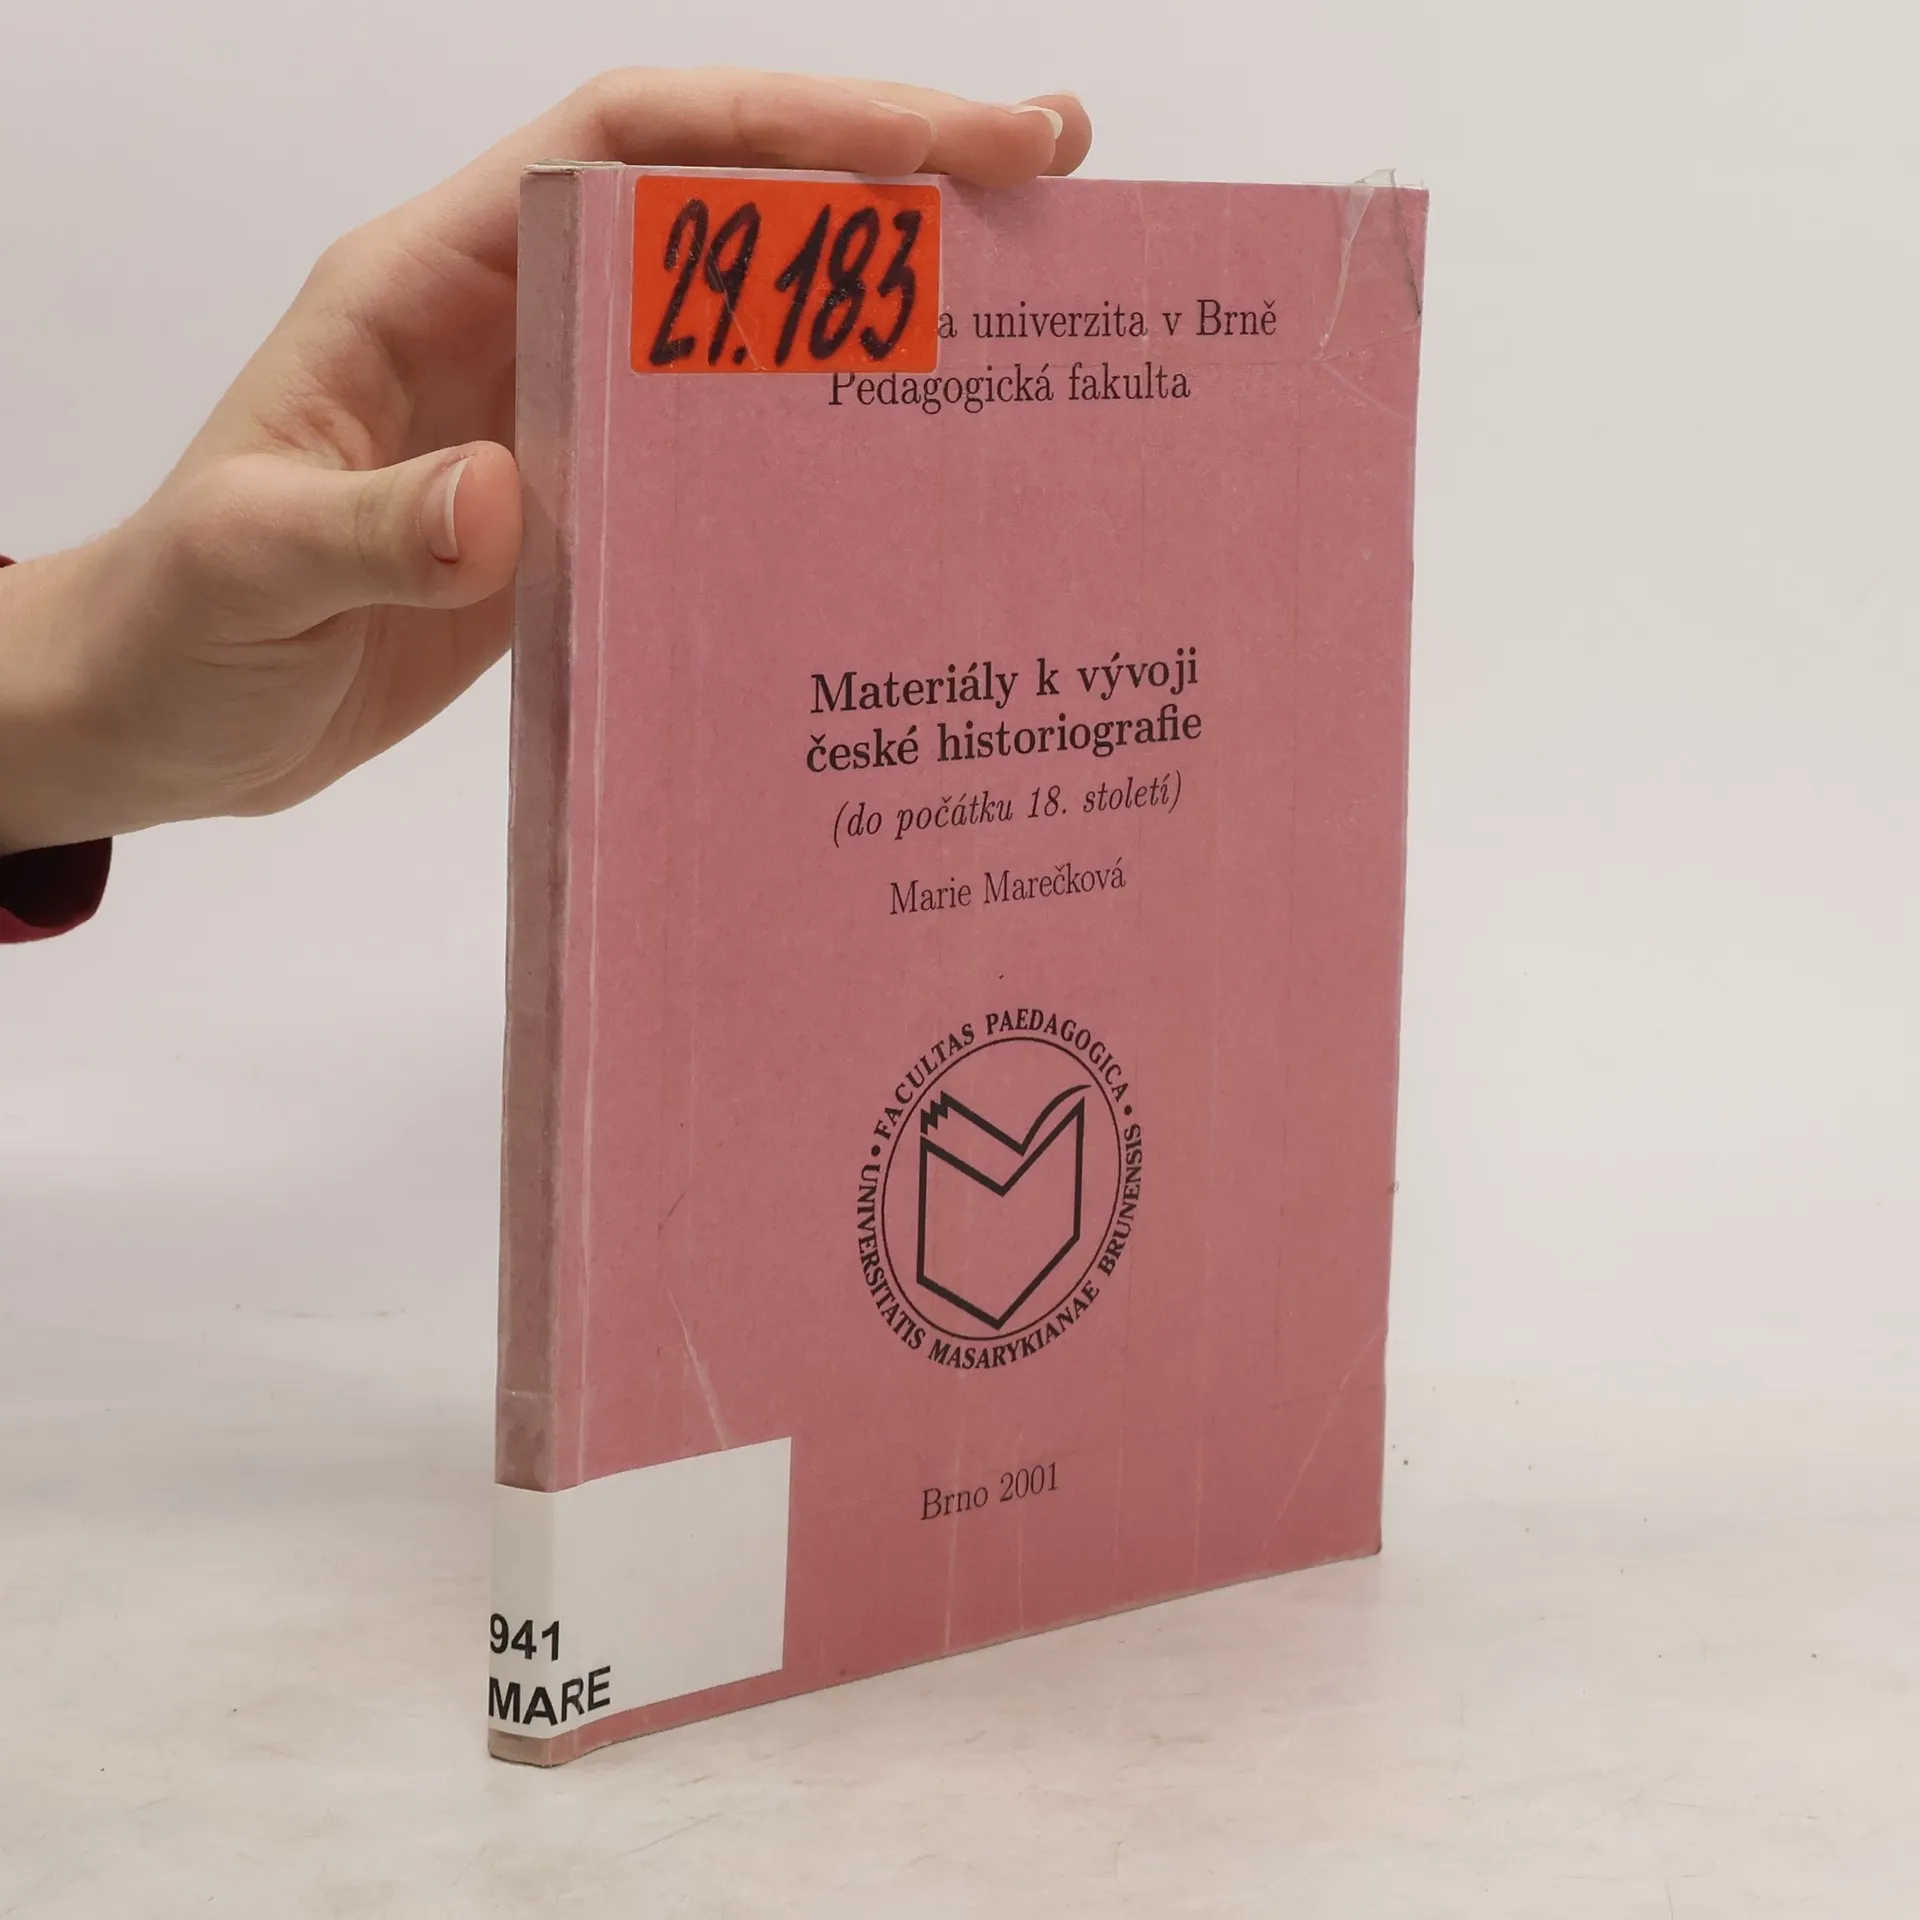 29.183
a univerzita v Brně
Pedagogická fakulta
Materiály k vývoji
české historiografie
(do počátku 18. století)
Marie Marečková
• FACULTAS PAEDAGOGICA • UNIVERSITATIS MASARYKIANAE BRUNENSIS
Brno 2001
941
MARE